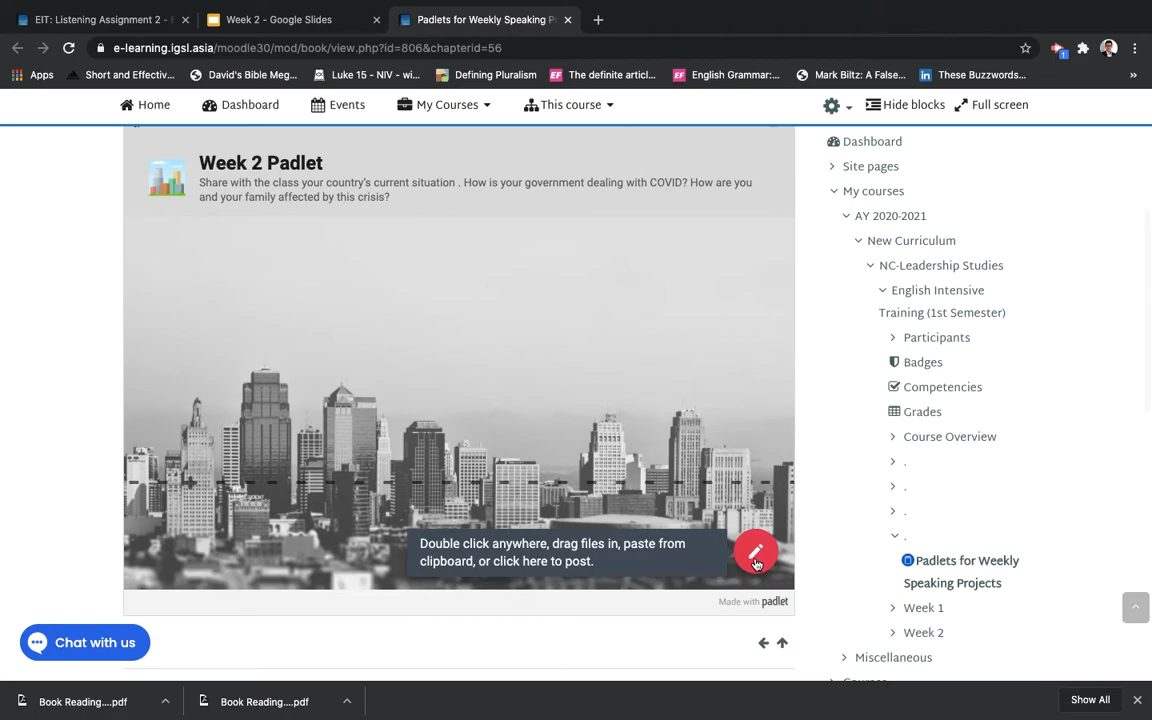 EIT: Listening Assignment 2 -
Week 2 - Google Slides
Padlets for Weekly Speaking P
e-learning.igsl.asia/moodle30/mod/book/view.php?id=806&chapterid=56
Apps
Short and Effectiv...
David's Bible Meg...
Luke 15 - NIV - wi...
Defining Pluralism
EF The definite articl...
EF English Grammar:...
Mark Biltz: A False...
in These Buzzwords...
»
Home
Dashboard
Events
My Courses
This course
Hide blocks
Full screen
Week 2 Padlet
Share with the class your country's current situation . How is your government dealing with COVID? How are you
and your family affected by this crisis?
Double click anywhere, drag files in, paste from
clipboard, or click here to post.
Made with padlet
Chat with us
Dashboard
Site pages
My courses
AY 2020-2021
New Curriculum
NC-Leadership Studies
English Intensive
Training (1st Semester)
Participants
Badges
Competencies
Grades
Course Overview
.
.
.
.
Padlets for Weekly
Speaking Projects
Week 1
Week 2
Miscellaneous
Courses
Book Reading....pdf
Book Reading....pdf
Show All